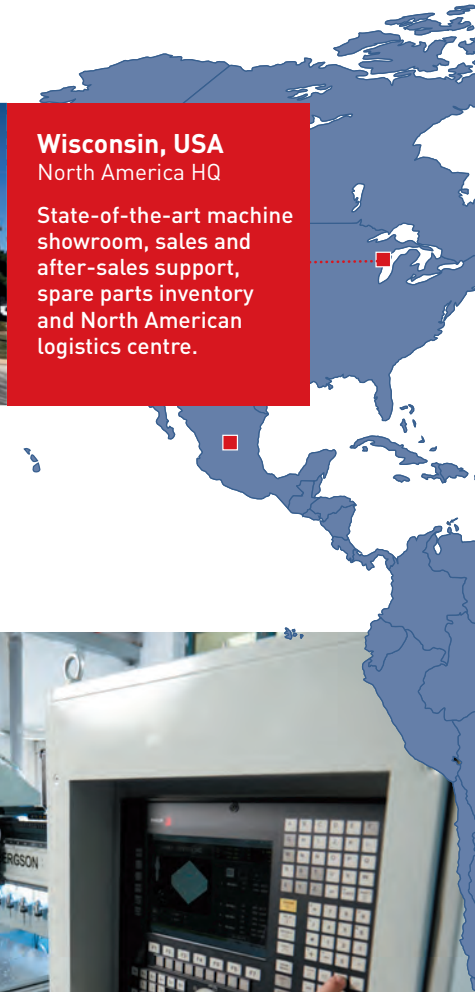 Wisconsin, USA
North America HQ
State-of-the-art machine
showroom, sales and
after-sales support,
spare parts inventory
and North American
logistics centre.
ERGSON